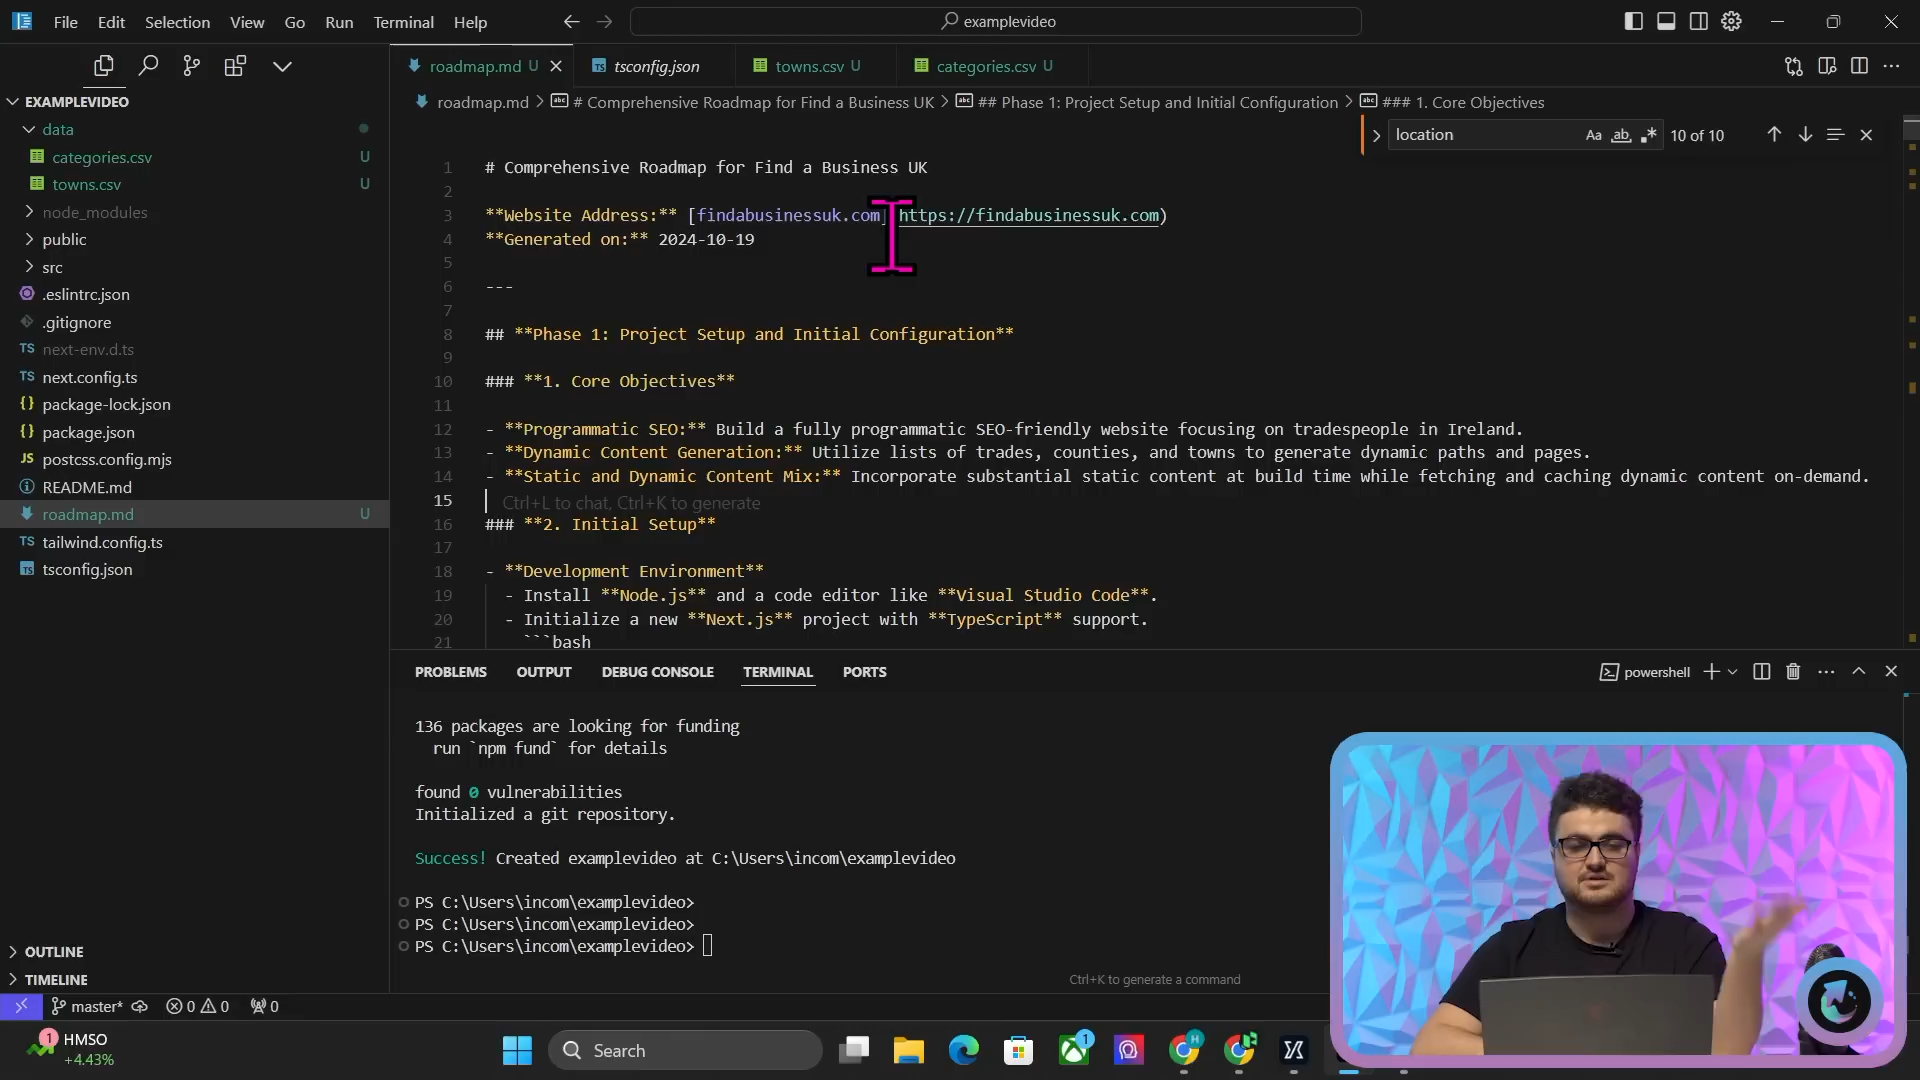 File Edit Selection View Go Run Terminal Help
examplevideo
roadmap.md U
tsconfig.json
towns.csv U
categories.csv U
EXAMPLEVIDEO
data
categories.csv U
towns.csv U
node_modules
public
src
.eslintrc.json
.gitignore
TS next-env.d.ts
TS next.config.ts
{} package-lock.json
{} package.json
JS postcss.config.mjs
README.md
roadmap.md U
TS tailwind.config.ts
TS tsconfig.json
OUTLINE
TIMELINE
roadmap.md > # Comprehensive Roadmap for Find a Business UK > ## Phase 1: Project Setup and Initial Configuration > ### 1. Core Objectives
location Aa ab .* 10 of 10
1 # Comprehensive Roadmap for Find a Business UK
2
3 **Website Address:** [findabusinessuk.com] https://findabusinessuk.com)
4 **Generated on:** 2024-10-19
5
6 ---
7
8 ## **Phase 1: Project Setup and Initial Configuration**
9
10 ### **1. Core Objectives**
11
12 - **Programmatic SEO:** Build a fully programmatic SEO-friendly website focusing on tradespeople in Ireland.
13 - **Dynamic Content Generation:** Utilize lists of trades, counties, and towns to generate dynamic paths and pages.
14 - **Static and Dynamic Content Mix:** Incorporate substantial static content at build time while fetching and caching dynamic content on-demand.
15 Ctrl+L to chat, Ctrl+K to generate
16 ### **2. Initial Setup**
17
18 - **Development Environment**
19 - Install **Node.js** and a code editor like **Visual Studio Code**.
20 - Initialize a new **Next.js** project with **TypeScript** support.
21 ```bash
PROBLEMS OUTPUT DEBUG CONSOLE TERMINAL PORTS
powershell
136 packages are looking for funding
run `npm fund` for details
found 0 vulnerabilities
Initialized a git repository.
Success! Created examplevideo at C:\Users\incom\examplevideo
PS C:\Users\incom\examplevideo>
PS C:\Users\incom\examplevideo>
PS C:\Users\incom\examplevideo>
Ctrl+K to generate a command
master* 0 0 0
1 HMSO
+4.43%
Search
1
H